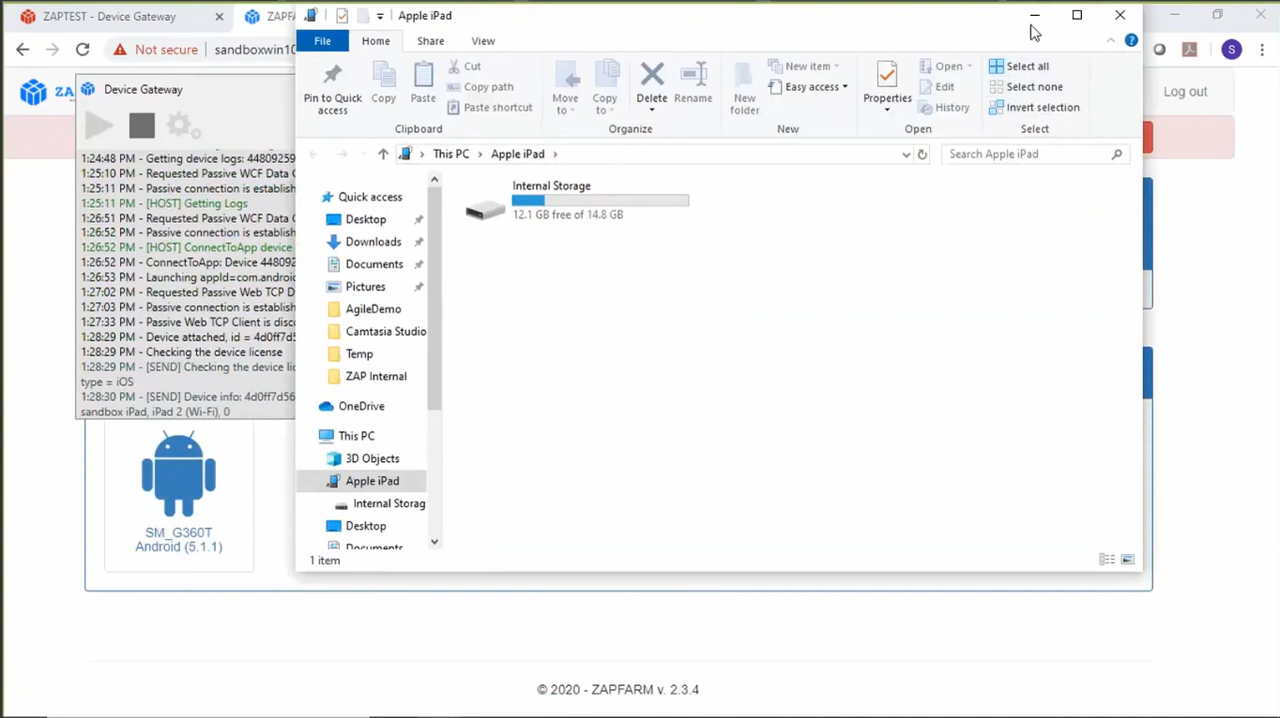 ZAPTEST - Device Gateway
ZAPFA
Not secure
sandboxwin10
S
ZA
Log out
Device Gateway
1:24:48 PM - Getting device logs: 44809259
1:25:10 PM - Requested Passive WCF Data C
1:25:11 PM - Passive connection is establish
1:25:11 PM - [HOST] Getting Logs
1:26:51 PM - Requested Passive WCF Data C
1:26:52 PM - Passive connection is establish
1:26:52 PM - [HOST] ConnectToApp device
1:26:52 PM - ConnectToApp: Device 448092
1:26:53 PM - Launching appId=com.android
1:27:02 PM - Requested Passive Web TCP D
1:27:03 PM - Passive connection is establish
1:27:33 PM - Passive Web TCP Client is disco
1:28:29 PM - Device attached, id = 4d0ff7d5
1:28:29 PM - Checking the device license
1:28:29 PM - [SEND] Checking the device lic
type = iOS
1:28:30 PM - [SEND] Device info: 4d0ff7d56
sandbox iPad, iPad 2 (Wi-Fi), 0
SM_G360T
Android (5.1.1)
Apple iPad
File
Home
Share
View
Pin to Quick
access
Copy
Paste
Cut
Copy path
Paste shortcut
Clipboard
Move
to
Copy
to
Delete
Rename
Organize
New
folder
New item
Easy access
New
Properties
Open
Edit
History
Open
Select all
Select none
Invert selection
Select
This PC > Apple iPad >
Search Apple iPad
Quick access
Desktop
Downloads
Documents
Pictures
AgileDemo
Camtasia Studio
Temp
ZAP Internal
OneDrive
This PC
3D Objects
Apple iPad
Internal Storag
Desktop
Documents
Internal Storage
12.1 GB free of 14.8 GB
1 item
© 2020 - ZAPFARM v. 2.3.4